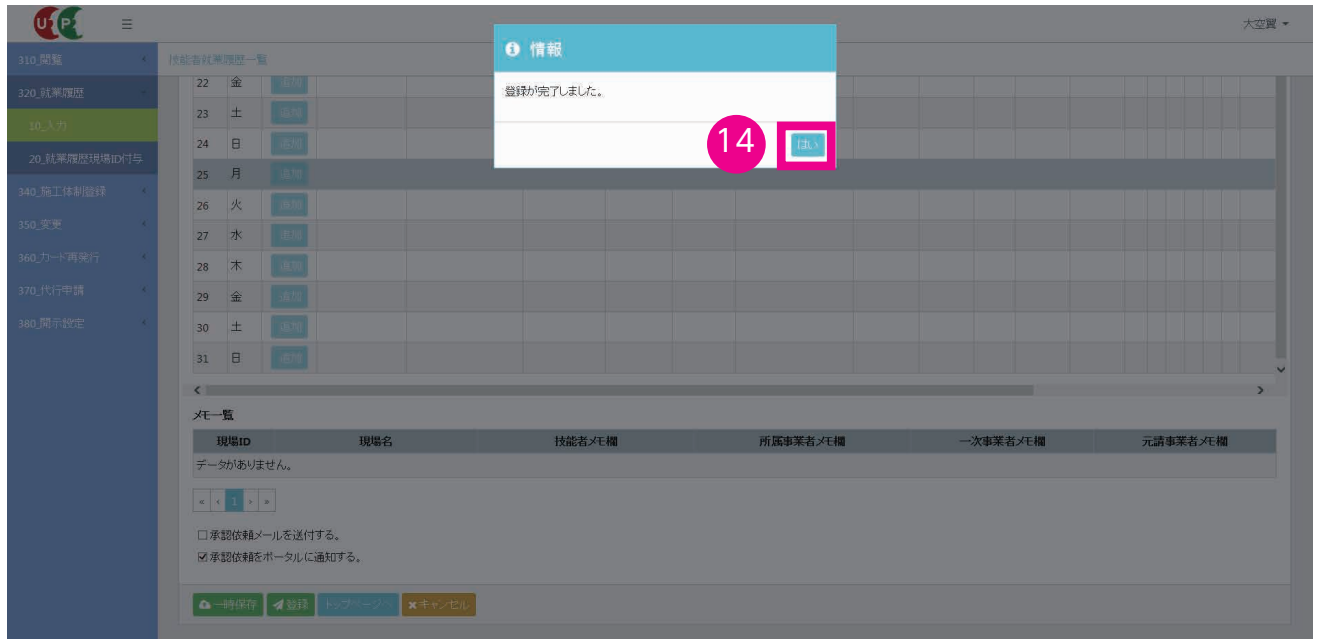 U P
大空翼
310_閲覧
技能者就業履歴一覧
320_就業履歴
10_入力
20_就業履歴現場ID付与
340_施工体制登録
350_変更
360_カード再発行
370_代行申請
380_開示設定
情報
登録が完了しました。
14
はい
22 金 追加
23 土 追加
24 日 追加
25 月 追加
26 火 追加
27 水 追加
28 木 追加
29 金 追加
30 土 追加
31 日 追加
メモ一覧
現場ID 現場名 技能者メモ欄 所属事業者メモ欄 一次事業者メモ欄 元請事業者メモ欄
データがありません。
« ‹ 1 › »
承認依頼メールを送付する。
承認依頼をポータルに通知する。
一時保存 登録 トップページへ キャンセル